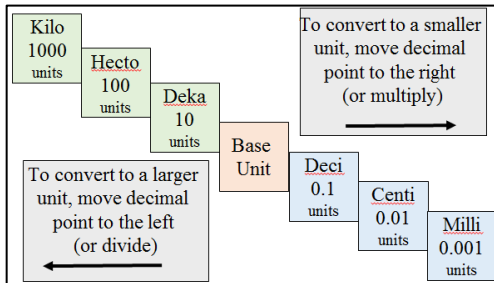 Kilo
1000
units
Hecto
100
units
Deka
10
units
Base
Unit
Deci
0.1
units
Centi
0.01
units
Milli
0.001
units
To convert to a smaller
unit, move decimal
point to the right
(or multiply)
To convert to a larger
unit, move decimal
point to the left
(or divide)